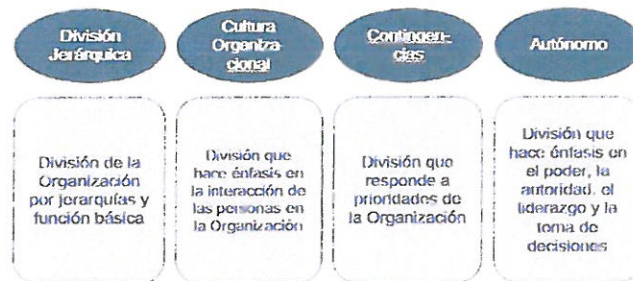 División
Jerárquica
Cultura
Organiza-
cional
Contingen-
cias
Autónomo
División de la
Organización
por jerarquías y
función básica
División que
hace énfasis en
la interacción de
las personas en
la Organización
División que
responde a
prioridades de
la Organización
División que
hace énfasis en
el poder, la
autoridad, el
liderazgo y la
toma de
decisiones